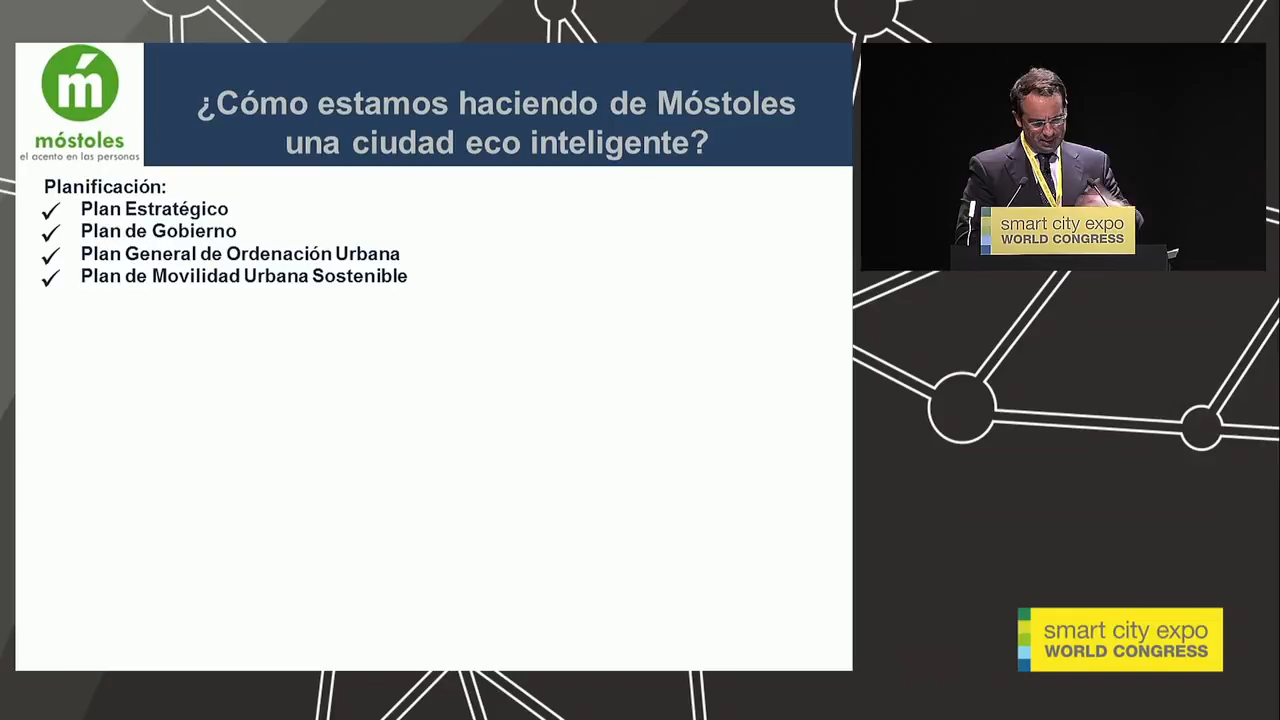 móstoles
el acento en las personas
¿Cómo estamos haciendo de Móstoles
una ciudad eco inteligente?
Planificación:
Plan Estratégico
Plan de Gobierno
Plan General de Ordenación Urbana
Plan de Movilidad Urbana Sostenible
smart city expo
WORLD CONGRESS
smart city expo
WORLD CONGRESS